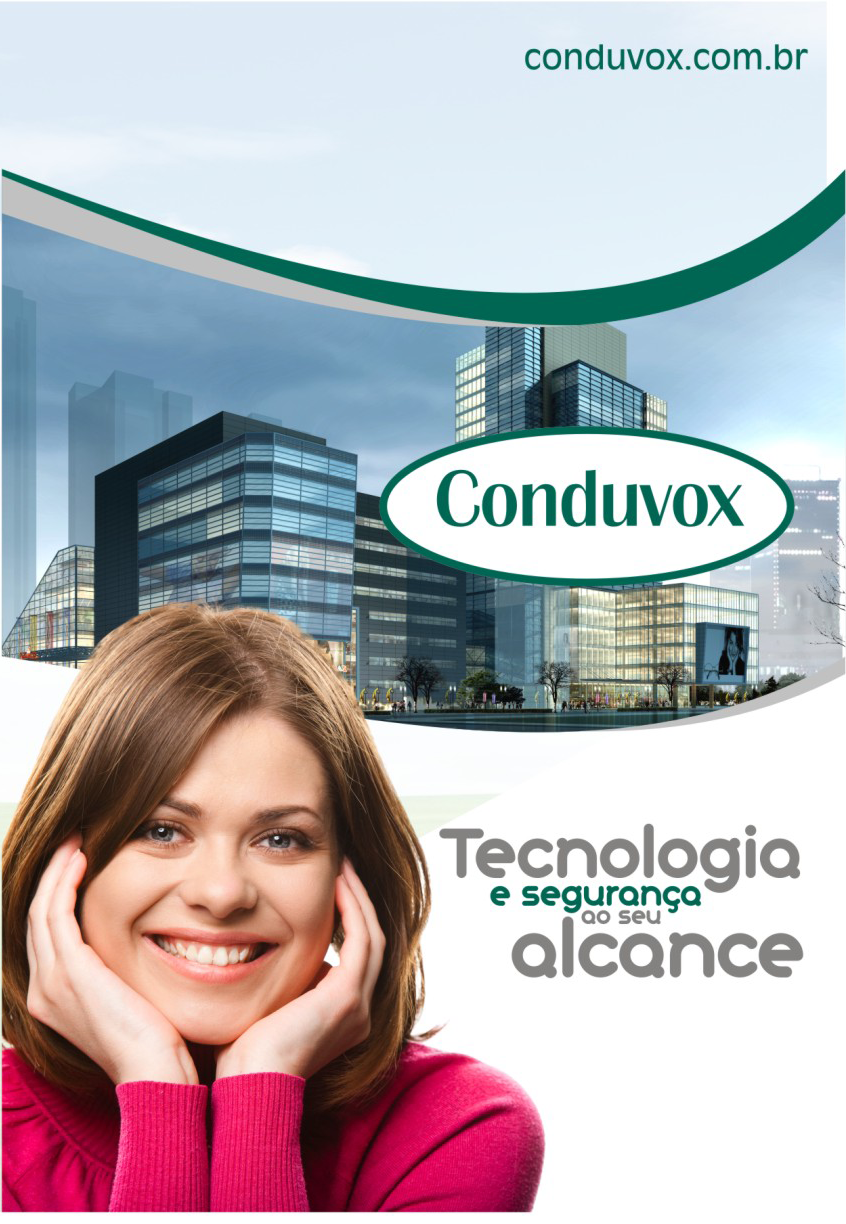 conduvox.com.br
Conduvox
Tecnologia
e segurança
ao seu
alcance